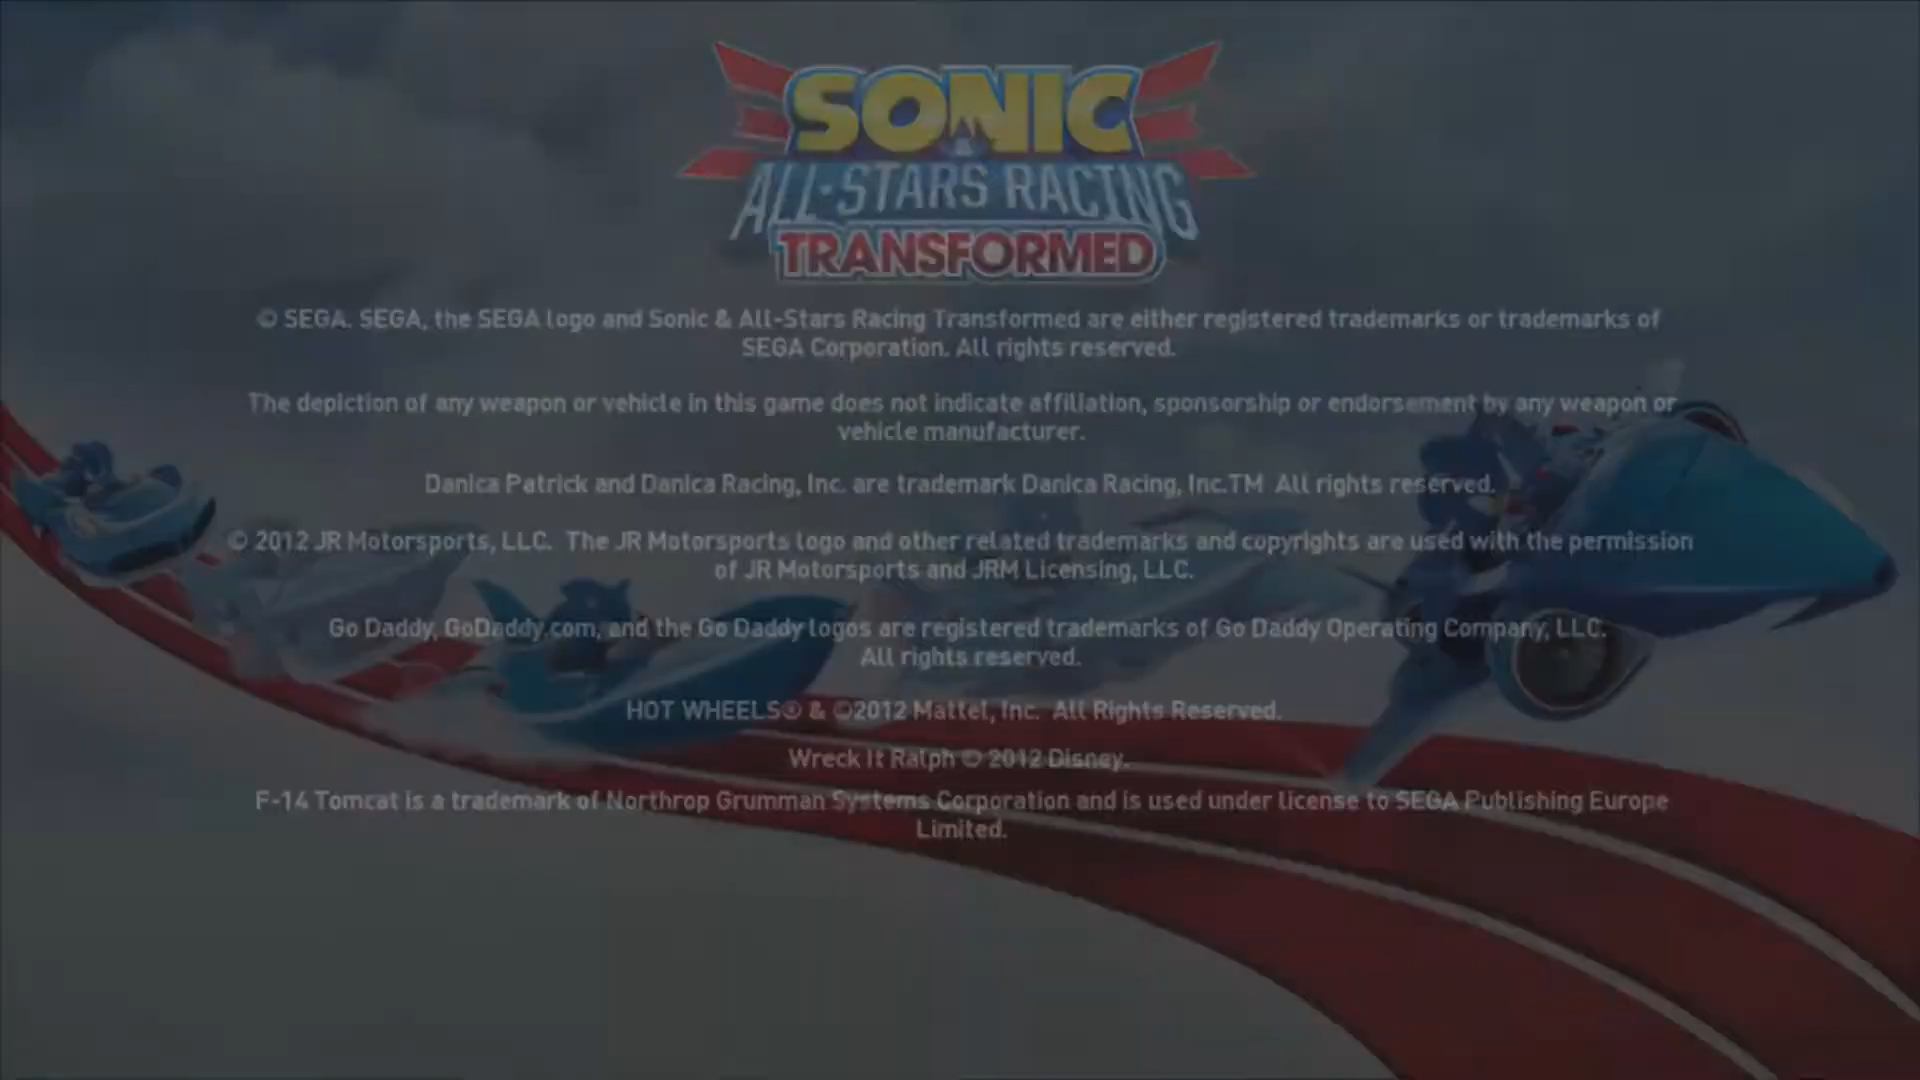 SONIC
&
ALL-STARS RACING
TRANSFORMED
© SEGA. SEGA, the SEGA logo and Sonic & All-Stars Racing Transformed are either registered trademarks or trademarks of
SEGA Corporation. All rights reserved.
The depiction of any weapon or vehicle in this game does not indicate affiliation, sponsorship or endorsement by any weapon or
vehicle manufacturer.
Danica Patrick and Danica Racing, Inc. are trademark Danica Racing, Inc.TM All rights reserved.
© 2012 JR Motorsports, LLC. The JR Motorsports logo and other related trademarks and copyrights are used with the permission
of JR Motorsports and JRM Licensing, LLC.
Go Daddy, GoDaddy.com, and the Go Daddy logos are registered trademarks of Go Daddy Operating Company, LLC.
All rights reserved.
HOT WHEELS® & ©2012 Mattel, Inc. All Rights Reserved.
Wreck It Ralph © 2012 Disney.
F-14 Tomcat is a trademark of Northrop Grumman Systems Corporation and is used under license to SEGA Publishing Europe
Limited.